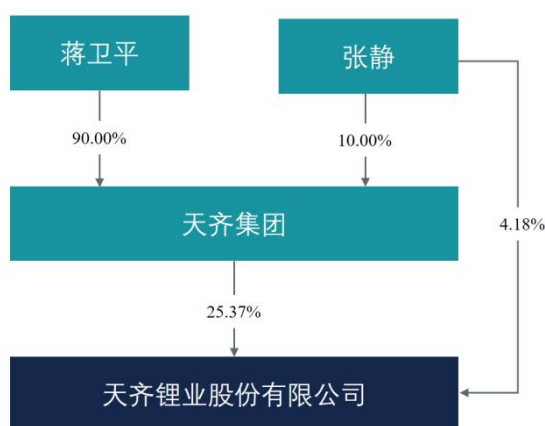 蒋卫平
张静
90.00%
10.00%
天齐集团
4.18%
25.37%
天齐锂业股份有限公司